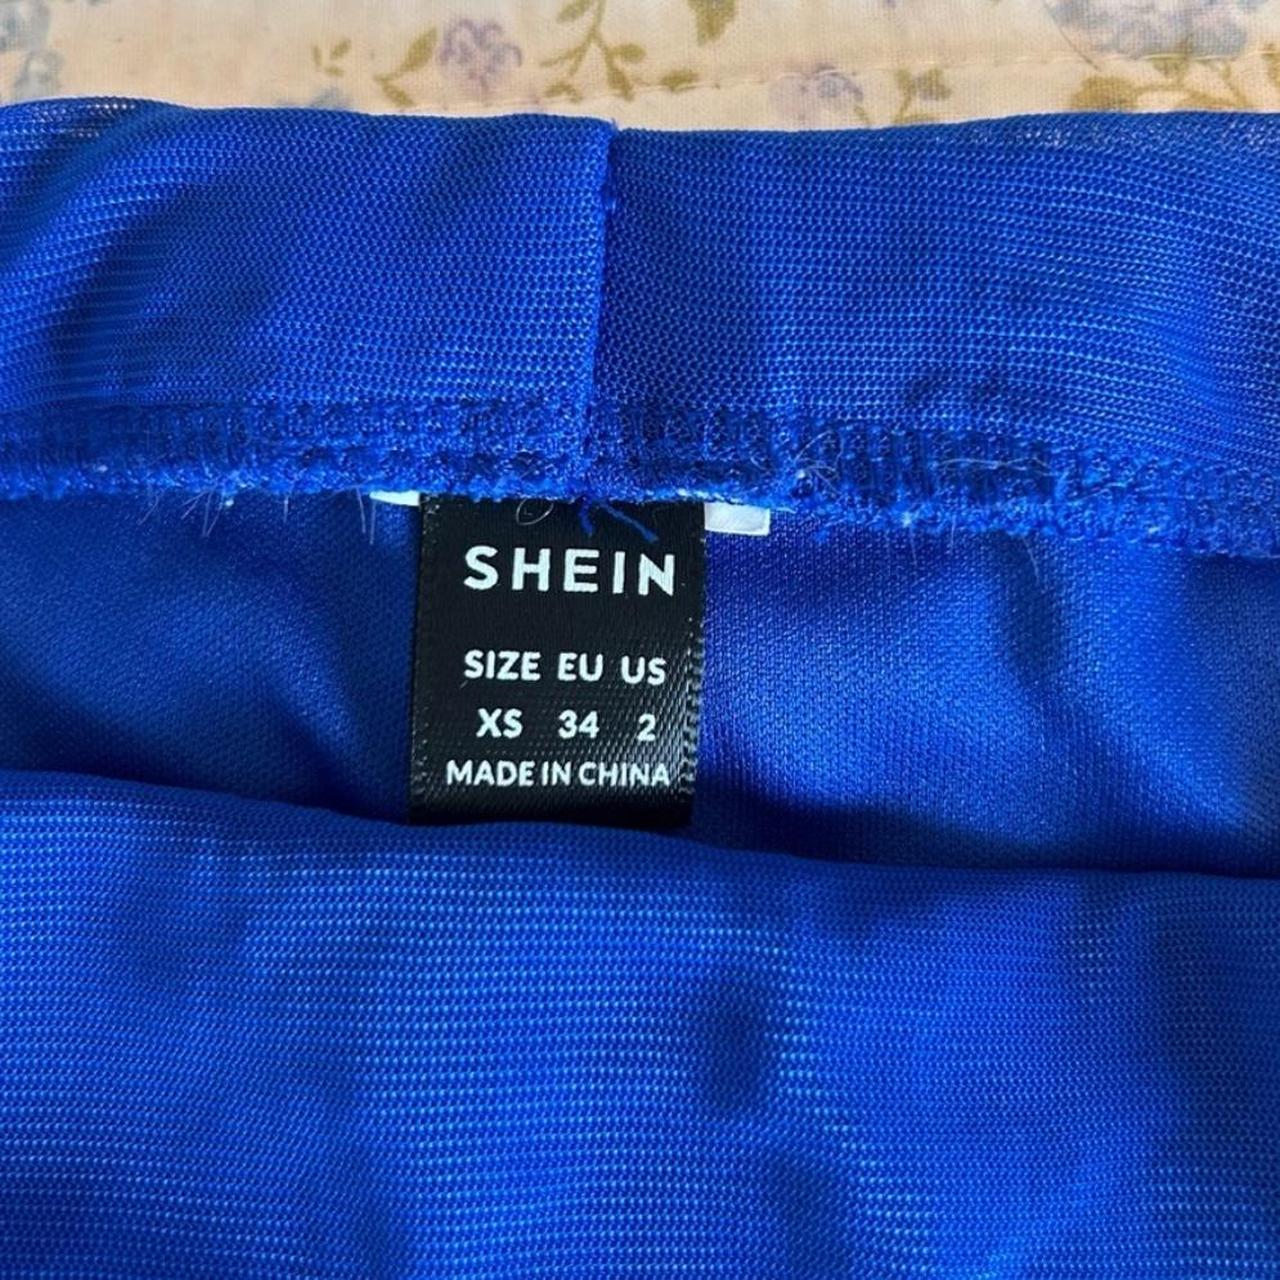 SHEIN
SIZE EU US
XS 34 2
MADE IN CHINA